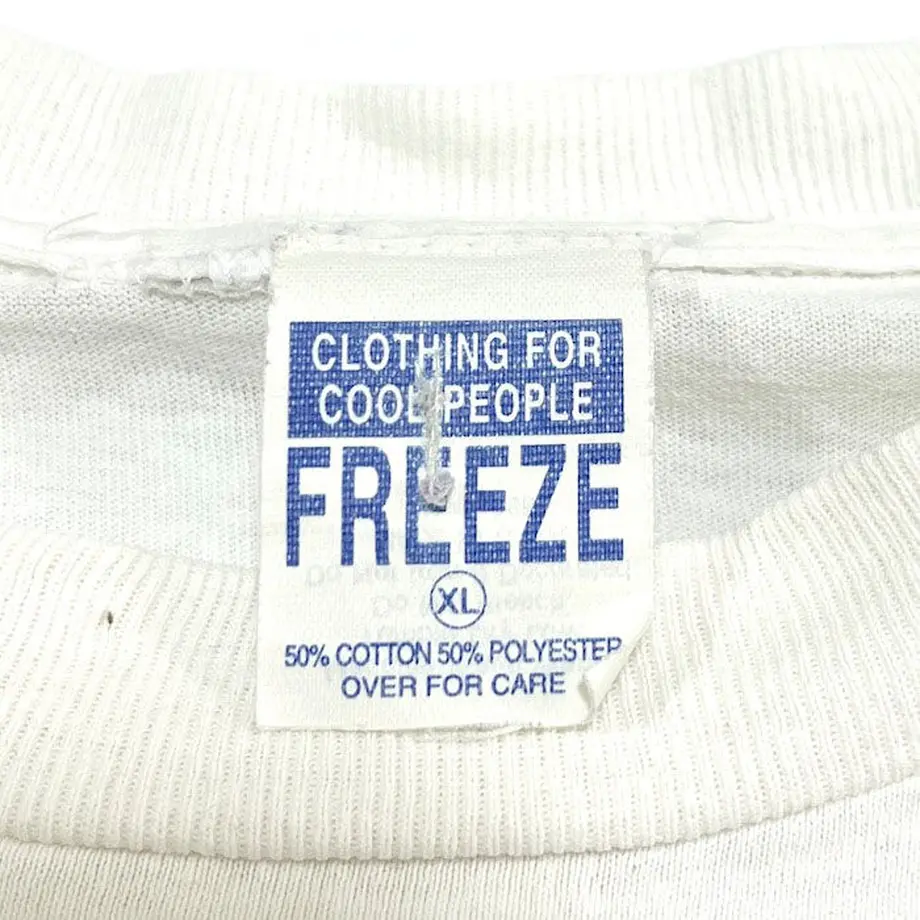 CLOTHING FOR
COOL PEOPLE
FREEZE
XL
50% COTTON 50% POLYESTER
OVER FOR CARE